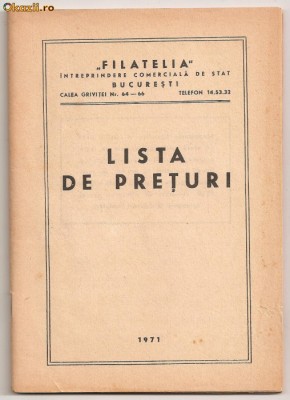 Okazii.ro
„FILATELIA"
ÎNTREPRINDERE COMERCIALĂ DE STAT
BUCUREȘTI
CALEA GRIVIȚEI Nr. 64—66 TELEFON 14.53.33
LISTA
DE PREȚURI
1971